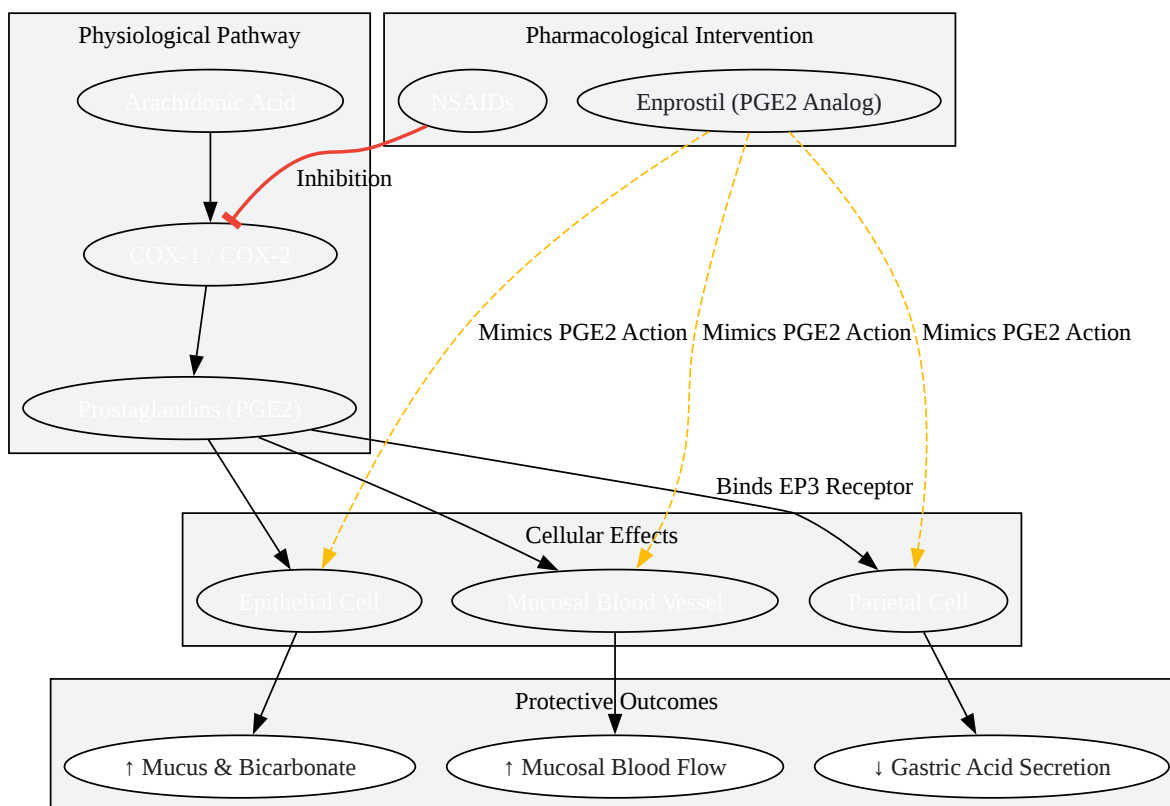 Physiological Pathway
Pharmacological Intervention
Arachidonic Acid
NSAIDs
Enprostil (PGE2 Analog)
Inhibition
COX-1 / COX-2
Mimics PGE2 Action
Mimics PGE2 Action
Mimics PGE2 Action
Prostaglandins (PGE2)
Binds EP3 Receptor
Cellular Effects
Epithelial Cell
Mucosal Blood Vessel
Parietal Cell
Protective Outcomes
↑ Mucus & Bicarbonate
↑ Mucosal Blood Flow
↓ Gastric Acid Secretion